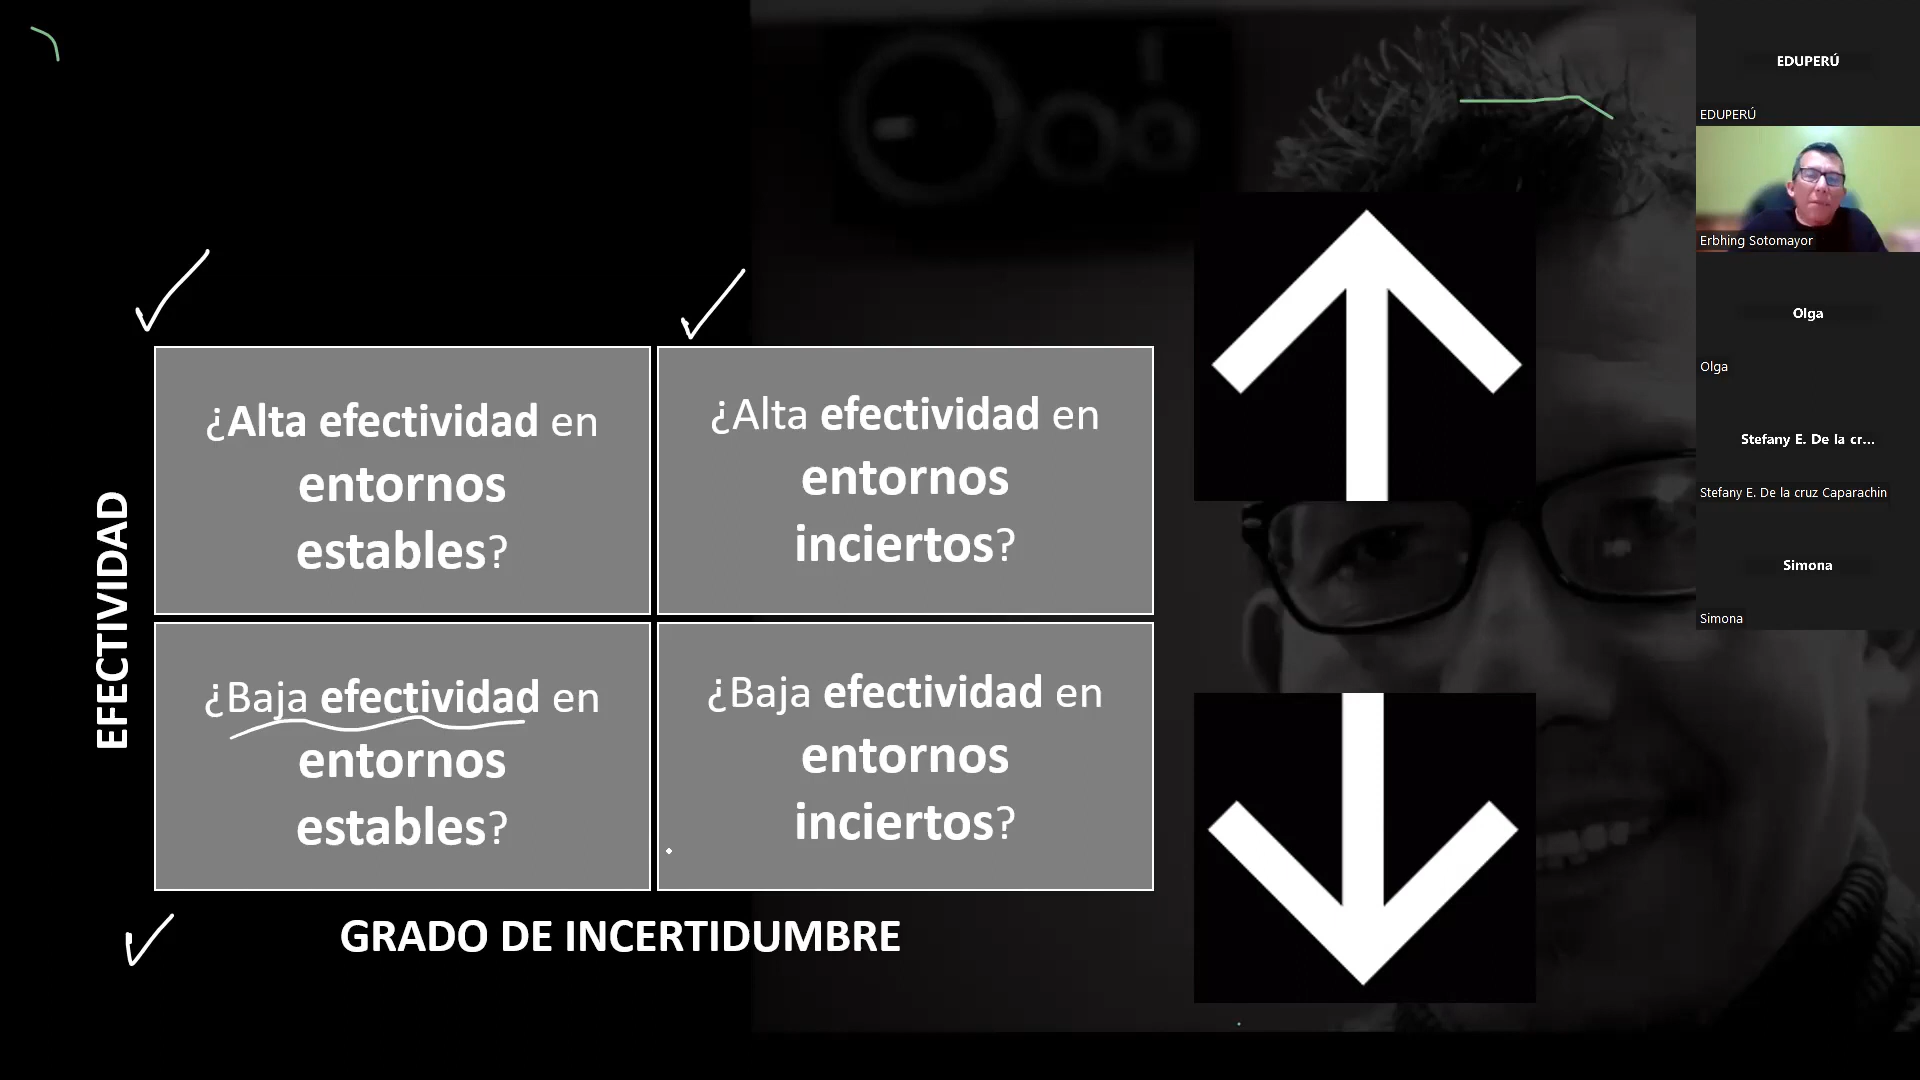 ¿Alta efectividad en
entornos
estables?
¿Alta efectividad en
entornos
inciertos?
EFECTIVIDAD
¿Baja efectividad en
entornos
estables?
¿Baja efectividad en
entornos
inciertos?
GRADO DE INCERTIDUMBRE
EDUPERÚ
EDUPERÚ
Erbhing Sotomayor
Olga
Olga
Stefany E. De la cr...
Stefany E. De la cruz Caparachin
Simona
Simona